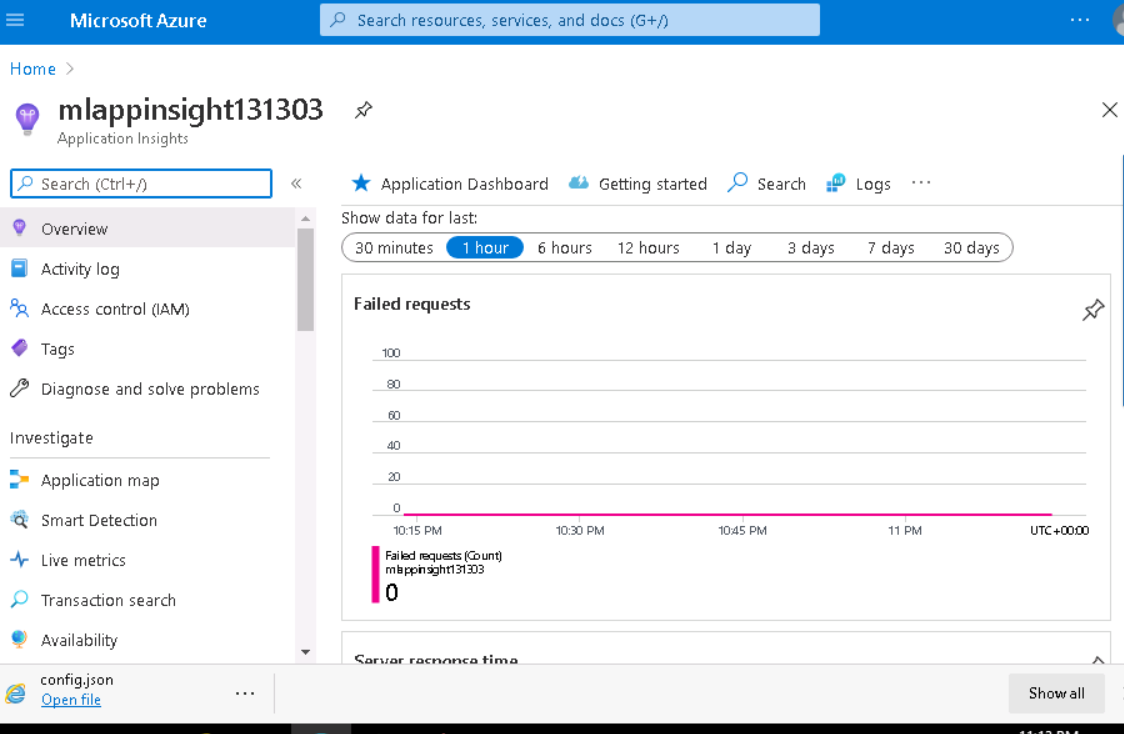 Microsoft Azure
Search resources, services, and docs (G+/)
Home >
mlappinsight131303
Application Insights
Search (Ctrl+/)
Overview
Activity log
Access control (IAM)
Tags
Diagnose and solve problems
Investigate
Application map
Smart Detection
Live metrics
Transaction search
Availability
Application Dashboard Getting started Search Logs
Show data for last:
30 minutes 1 hour 6 hours 12 hours 1 day 3 days 7 days 30 days
Failed requests
100
80
60
40
20
0
10:15 PM 10:30 PM 10:45 PM 11 PM UTC+00:00
Failed requests (Count)
mlappinsight131303
0
Server response time
config.json
Open file
Show all
11:13 PM